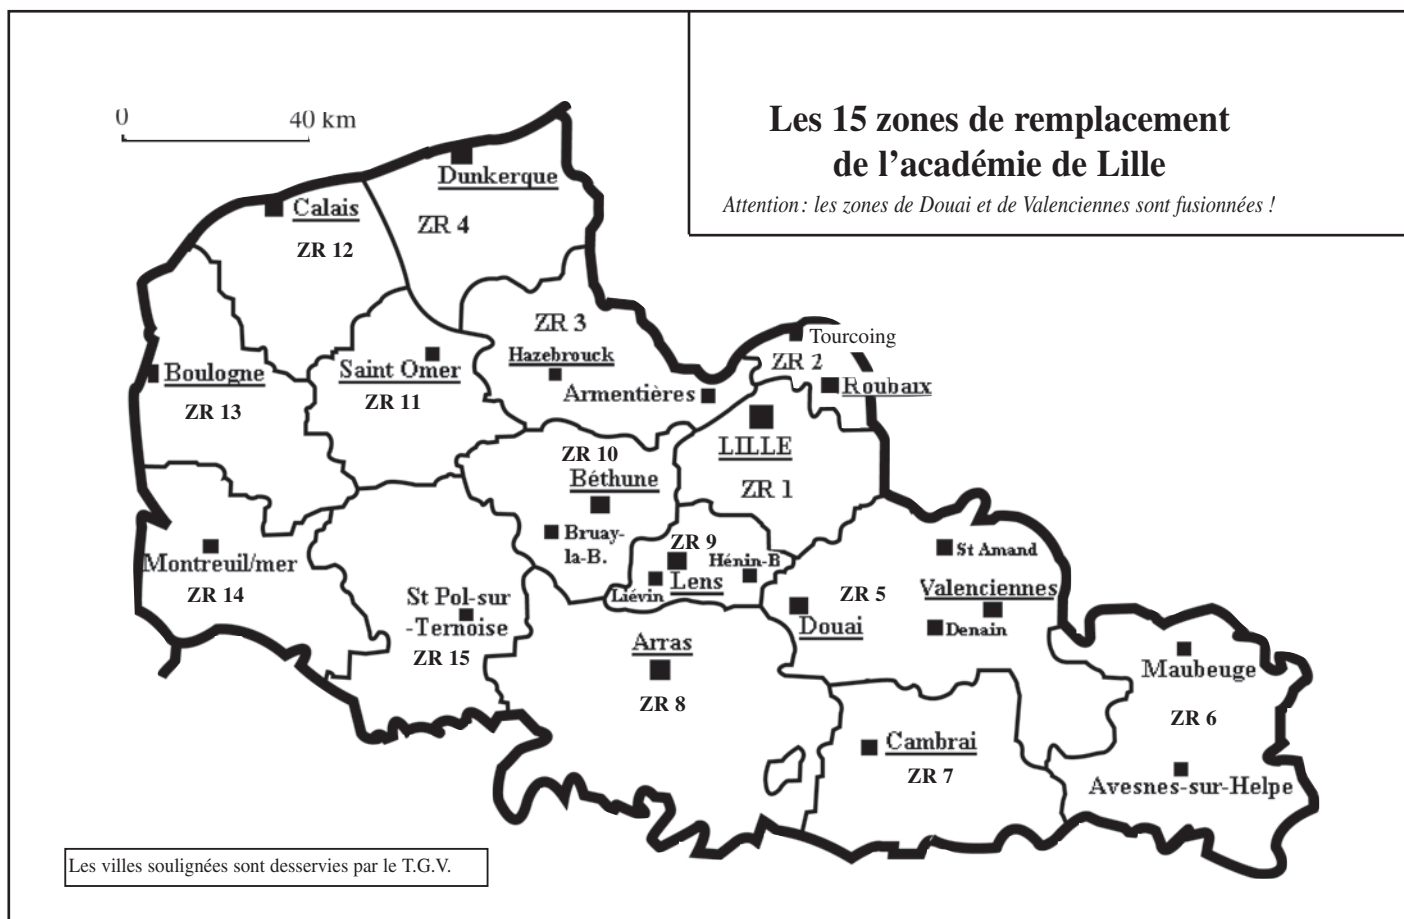 Les 15 zones de remplacement
de l’académie de Lille
Attention : les zones de Douai et de Valenciennes sont fusionnées !
0 40 km
Dunkerque
Calais
ZR 4
ZR 12
ZR 3
Tourcoing
Hazebrouck
ZR 2
Saint Omer
Boulogne
Roubaix
Armentières
ZR 11
ZR 13
LILLE
ZR 10
Béthune
ZR 1
Bruay-
la-B.
ZR 9
St Amand
Hénin-B
Montreuil/mer
Lens
Valenciennes
ZR 14
Liévin
ZR 5
St Pol-sur
-Ternoise
Douai
Denain
Arras
ZR 15
Maubeuge
ZR 8
ZR 6
Cambrai
ZR 7
Avesnes-sur-Helpe
Les villes soulignées sont desservies par le T.G.V.